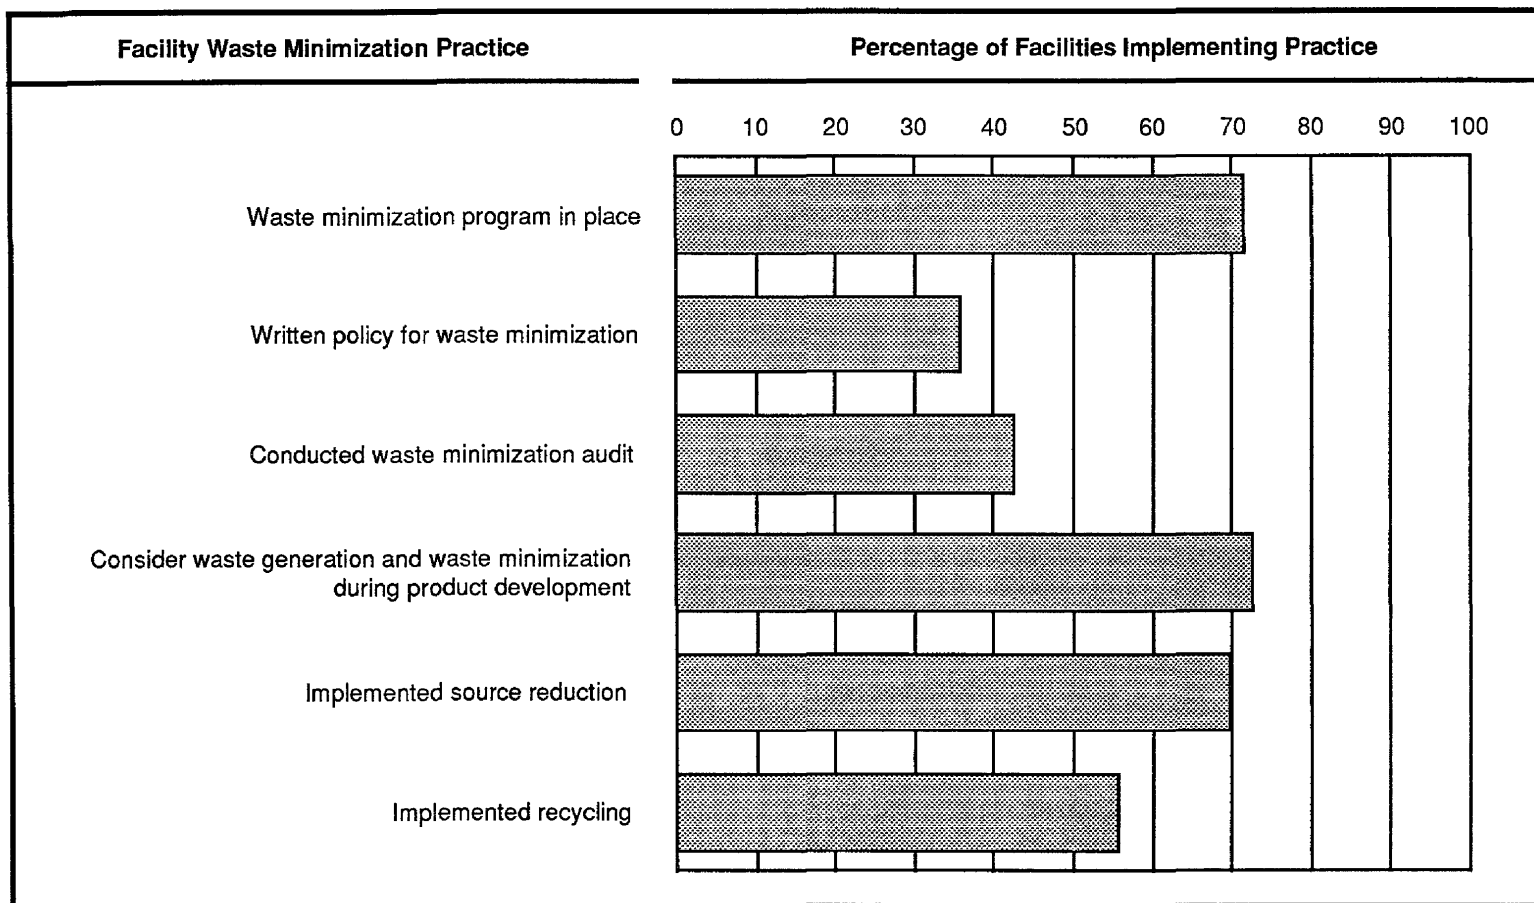 Facility Waste Minimization Practice
Percentage of Facilities Implementing Practice
0 10 20 30 40 50 60 70 80 90 100
Waste minimization program in place
Written policy for waste minimization
Conducted waste minimization audit
Consider waste generation and waste minimization
during product development
Implemented source reduction
Implemented recycling